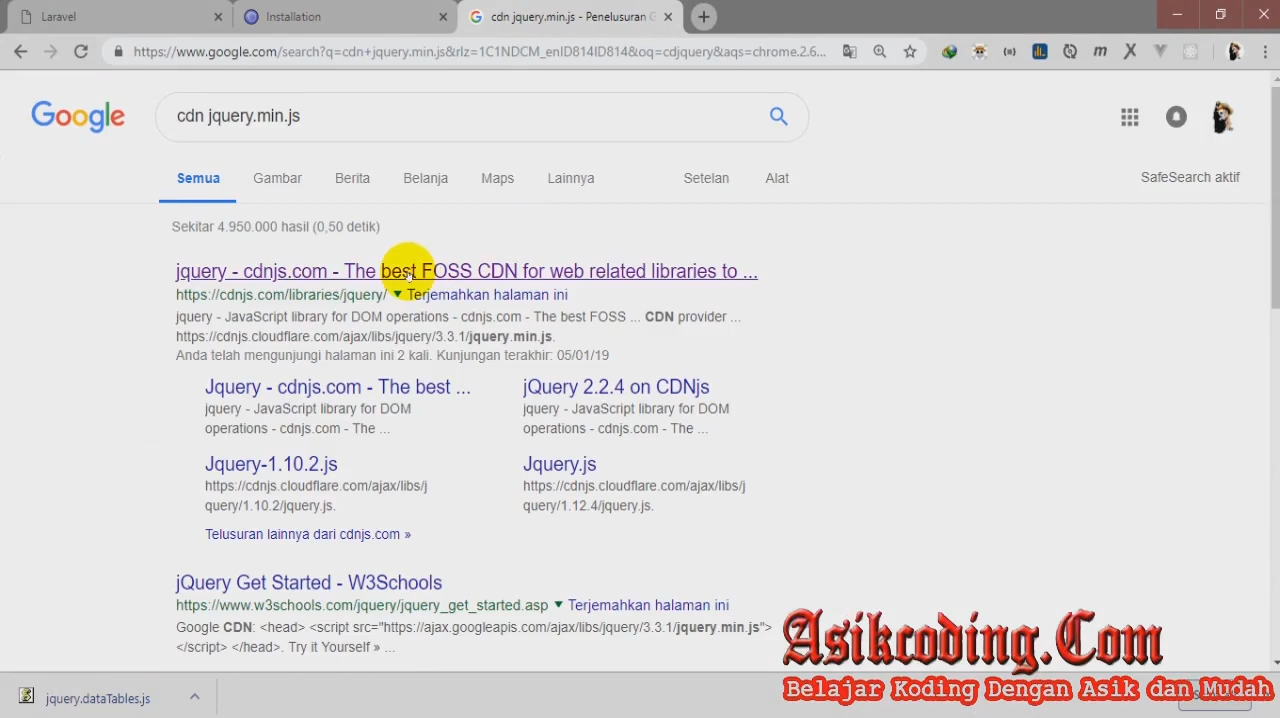 Laravel
Installation
cdn jquery.min.js - Penelusuran G
https://www.google.com/search?q=cdn+jquery.min.js&rlz=1C1NDCM_enID814ID814&oq=cdjquery&aqs=chrome.2.6...
Google
cdn jquery.min.js
Semua Gambar Berita Belanja Maps Lainnya Setelan Alat
SafeSearch aktif
Sekitar 4.950.000 hasil (0,50 detik)
jquery - cdnjs.com - The best FOSS CDN for web related libraries to ...
https://cdnjs.com/libraries/jquery/ ▼ Terjemahkan halaman ini
jquery - JavaScript library for DOM operations - cdnjs.com - The best FOSS ... CDN provider ...
https://cdnjs.cloudflare.com/ajax/libs/jquery/3.3.1/jquery.min.js.
Anda telah mengunjungi halaman ini 2 kali. Kunjungan terakhir: 05/01/19
Jquery - cdnjs.com - The best ...
jquery - JavaScript library for DOM
operations - cdnjs.com - The ...
jQuery 2.2.4 on CDNjs
jquery - JavaScript library for DOM
operations - cdnjs.com - The ...
Jquery-1.10.2.js
https://cdnjs.cloudflare.com/ajax/libs/j
query/1.10.2/jquery.js.
Jquery.js
https://cdnjs.cloudflare.com/ajax/libs/j
query/1.12.4/jquery.js.
Telusuran lainnya dari cdnjs.com »
jQuery Get Started - W3Schools
https://www.w3schools.com/jquery/jquery_get_started.asp ▼ Terjemahkan halaman ini
Google CDN: <head> <script src="https://ajax.googleapis.com/ajax/libs/jquery/3.3.1/jquery.min.js">
</script> </head>. Try it Yourself » ...
Asikcoding.Com
Belajar Koding Dengan Asik dan Mudah
jquery.dataTables.js